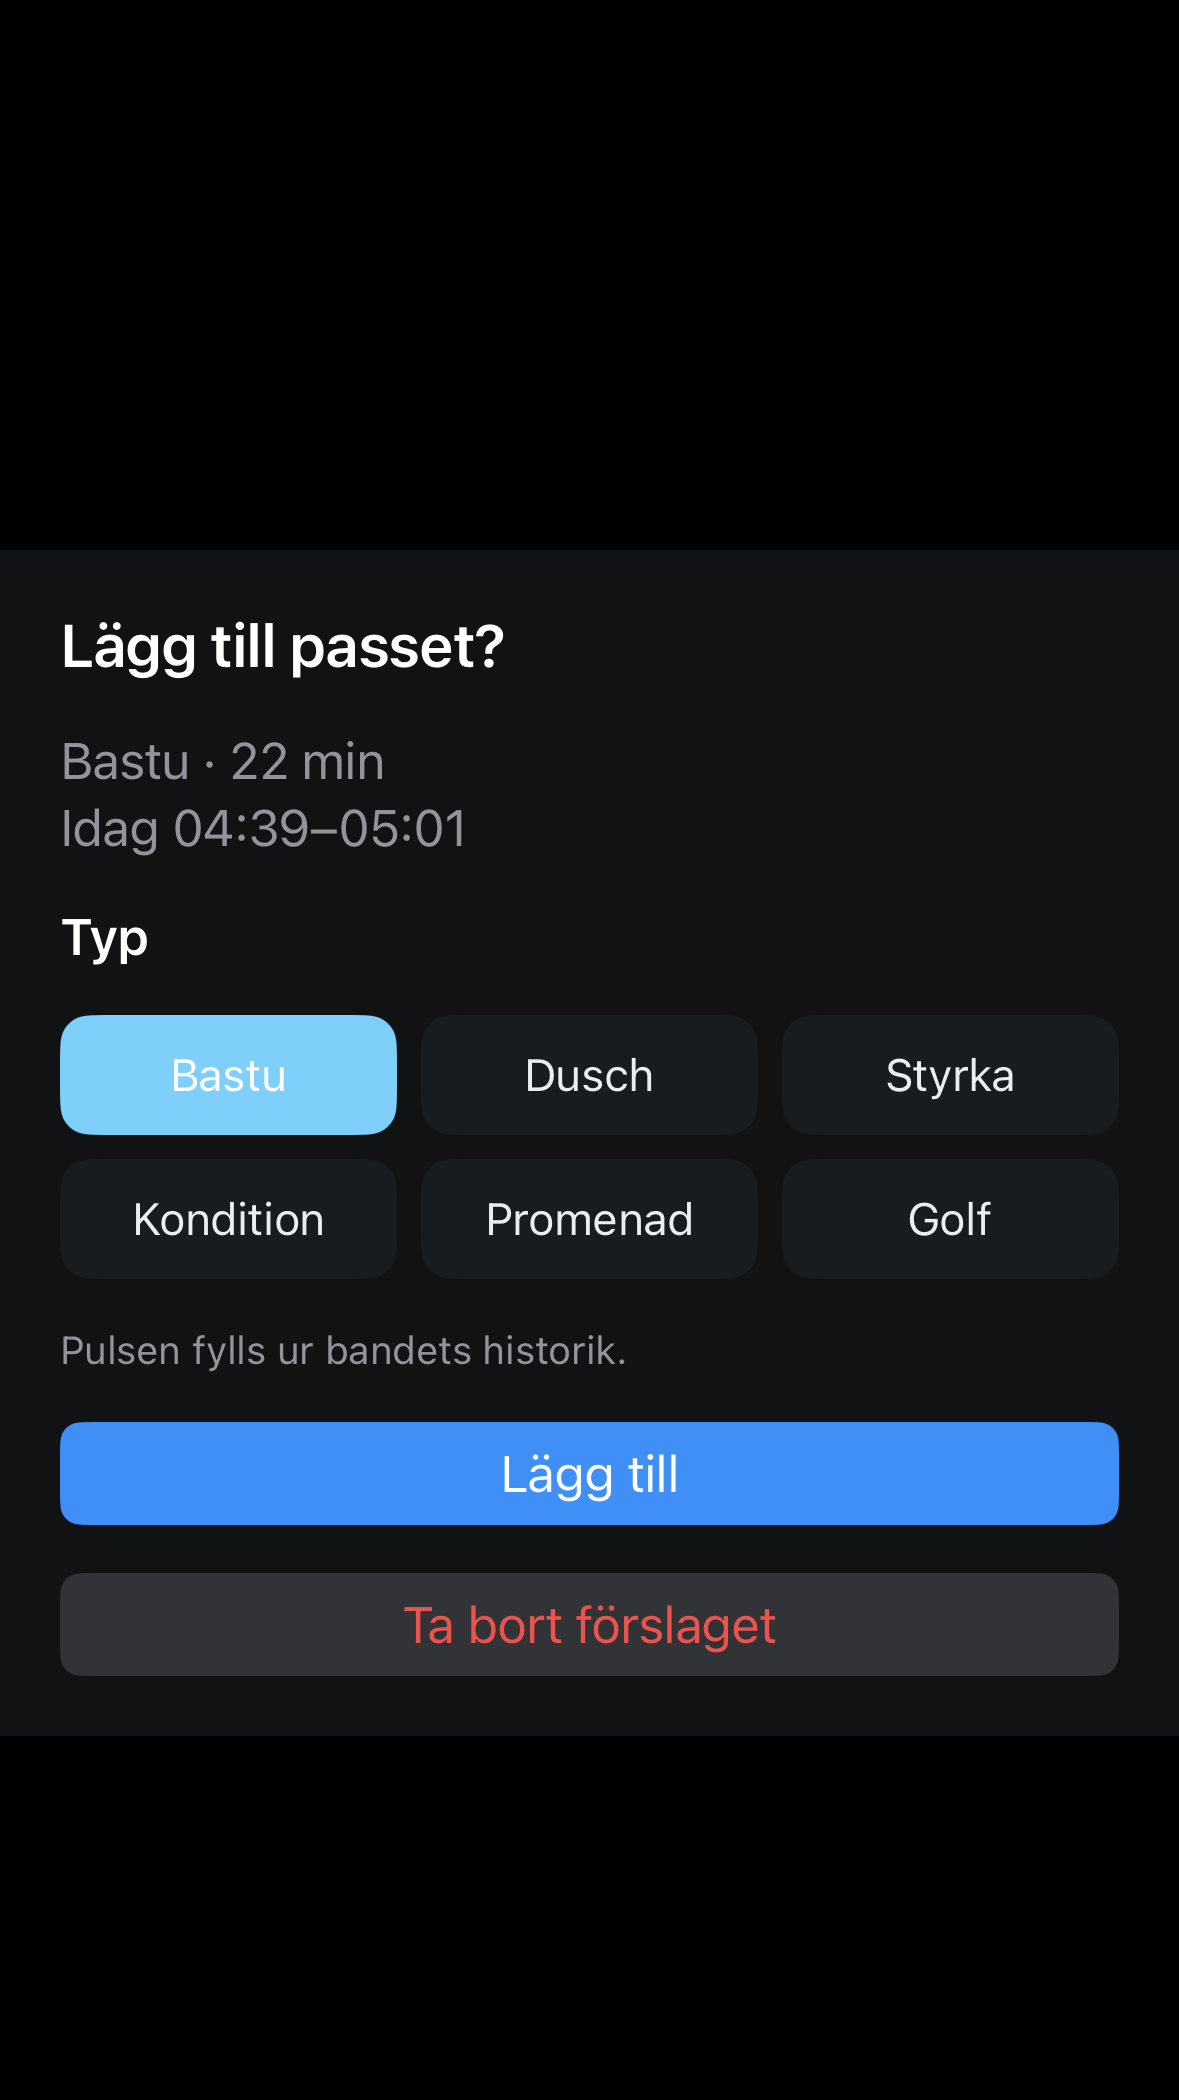 Lägg till passet?
Bastu · 22 min
Idag 04:39–05:01
Typ
Bastu
Dusch
Styrka
Kondition
Promenad
Golf
Pulsen fylls ur bandets historik.
Lägg till
Ta bort förslaget